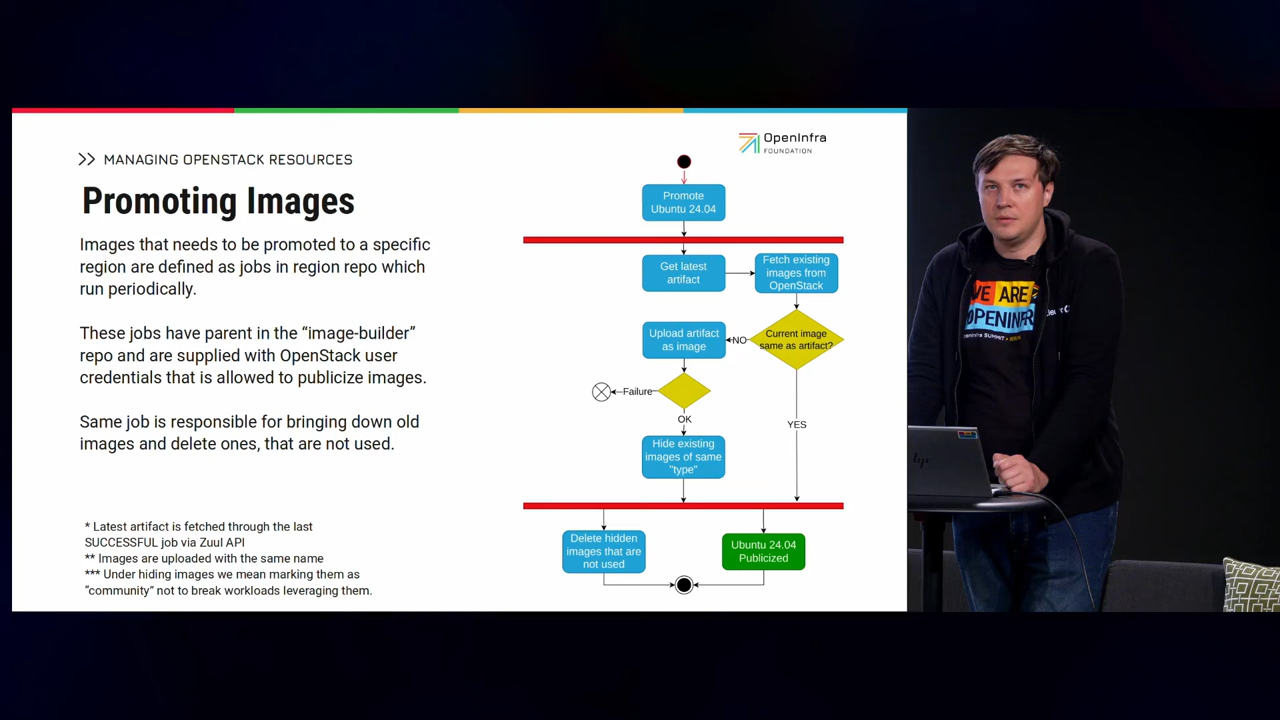 OpenInfra
FOUNDATION
MANAGING OPENSTACK RESOURCES
Promoting Images
Images that needs to be promoted to a specific
region are defined as jobs in region repo which
run periodically.
These jobs have parent in the “image-builder”
repo and are supplied with OpenStack user
credentials that is allowed to publicize images.
Same job is responsible for bringing down old
images and delete ones, that are not used.
* Latest artifact is fetched through the last
SUCCESSFUL job via Zuul API
** Images are uploaded with the same name
*** Under hiding images we mean marking them as
“community” not to break workloads leveraging them.
Promote
Ubuntu 24.04
Get latest
artifact
Fetch existing
images from
OpenStack
Upload artifact
as image
NO
Current image
same as artifact?
Failure
OK
YES
Hide existing
images of same
"type"
Delete hidden
images that are
not used
Ubuntu 24.04
Publicized
WE ARE
OPENINFRA
hp